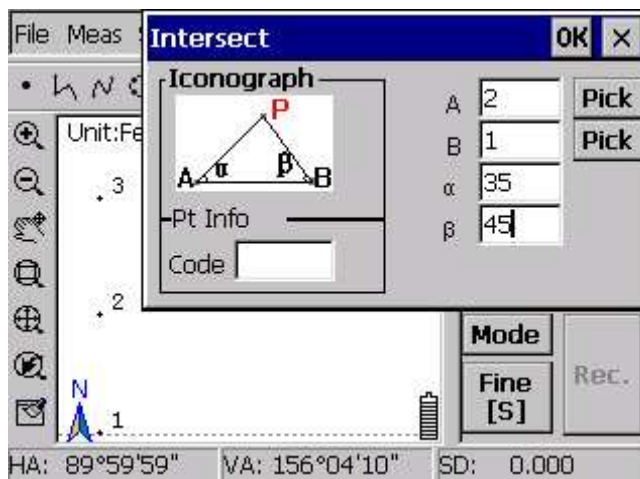 File Meas
Intersect OK ×
Unit:Fe
Iconograph
P
A α β B
Pt Info
Code
A 2 Pick
B 1 Pick
α 35
β 45
3
2
1
N
Mode
Fine
[S]
Rec.
HA: 89°59'59" VA: 156°04'10" SD: 0.000